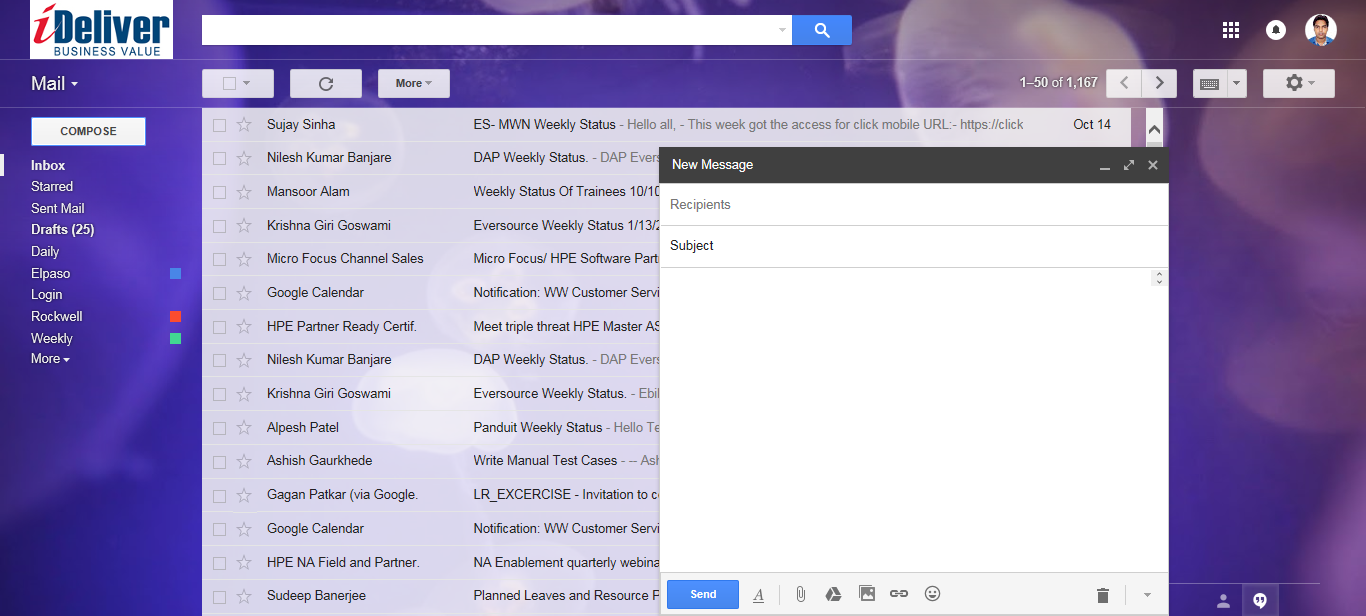 iDeliver
BUSINESS VALUE
Mail
More
1–50 of 1,167
COMPOSE
Inbox
Starred
Sent Mail
Drafts (25)
Daily
Elpaso
Login
Rockwell
Weekly
More
Sujay Sinha ES- MWN Weekly Status - Hello all, - This week got the access for click mobile URL:- https://click Oct 14
Nilesh Kumar Banjare DAP Weekly Status. - DAP Evers
Mansoor Alam Weekly Status Of Trainees 10/10
Krishna Giri Goswami Eversource Weekly Status 1/13/2
Micro Focus Channel Sales Micro Focus/ HPE Software Part
Google Calendar Notification: WW Customer Servi
HPE Partner Ready Certif. Meet triple threat HPE Master AS
Nilesh Kumar Banjare DAP Weekly Status. - DAP Evers
Krishna Giri Goswami Eversource Weekly Status. - Ebil
Alpesh Patel Panduit Weekly Status - Hello Te
Ashish Gaurkhede Write Manual Test Cases - -- Ash
Gagan Patkar (via Google. LR_EXCERCISE - Invitation to c
Google Calendar Notification: WW Customer Servi
HPE NA Field and Partner. NA Enablement quarterly webina
Sudeep Banerjee Planned Leaves and Resource P
New Message
Recipients
Subject
Send A